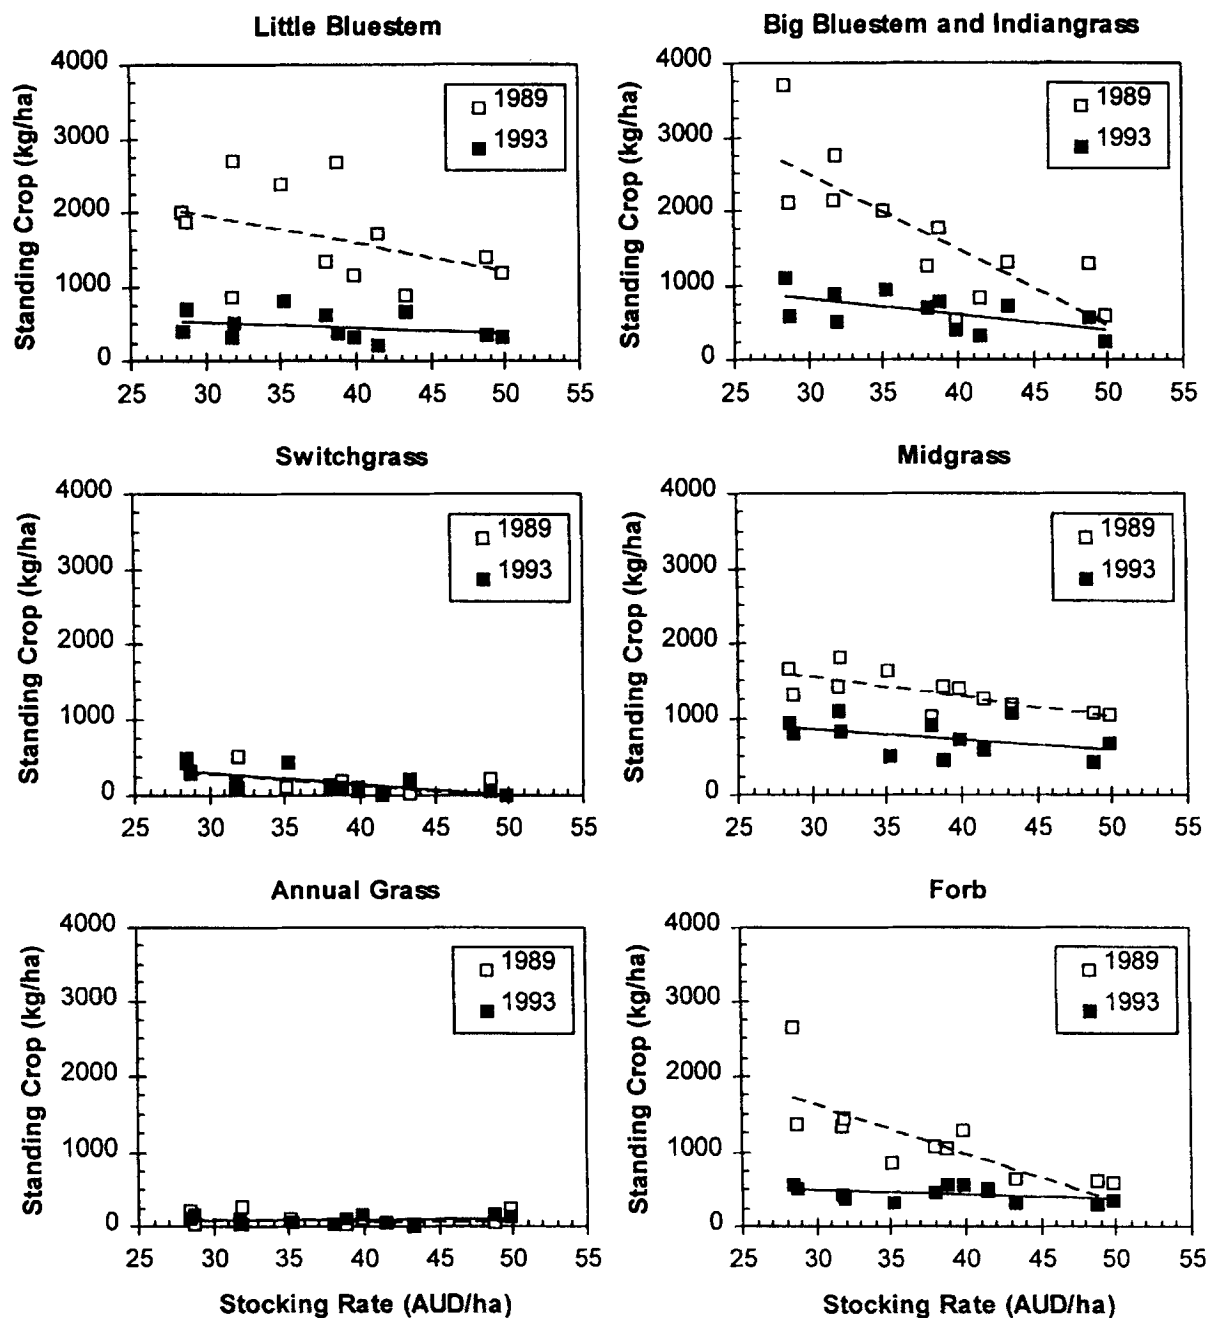 Little Bluestem
Standing Crop (kg/ha)
4000
3000
2000
1000
0
1989
1993
25 30 35 40 45 50 55
Big Bluestem and Indiangrass
Standing Crop (kg/ha)
4000
3000
2000
1000
0
1989
1993
25 30 35 40 45 50 55
Switchgrass
Standing Crop (kg/ha)
4000
3000
2000
1000
0
1989
1993
25 30 35 40 45 50 55
Midgrass
Standing Crop (kg/ha)
4000
3000
2000
1000
0
1989
1993
25 30 35 40 45 50 55
Annual Grass
Standing Crop (kg/ha)
4000
3000
2000
1000
0
1989
1993
25 30 35 40 45 50 55
Stocking Rate (AUD/ha)
Forb
Standing Crop (kg/ha)
4000
3000
2000
1000
0
1989
1993
25 30 35 40 45 50 55
Stocking Rate (AUD/ha)